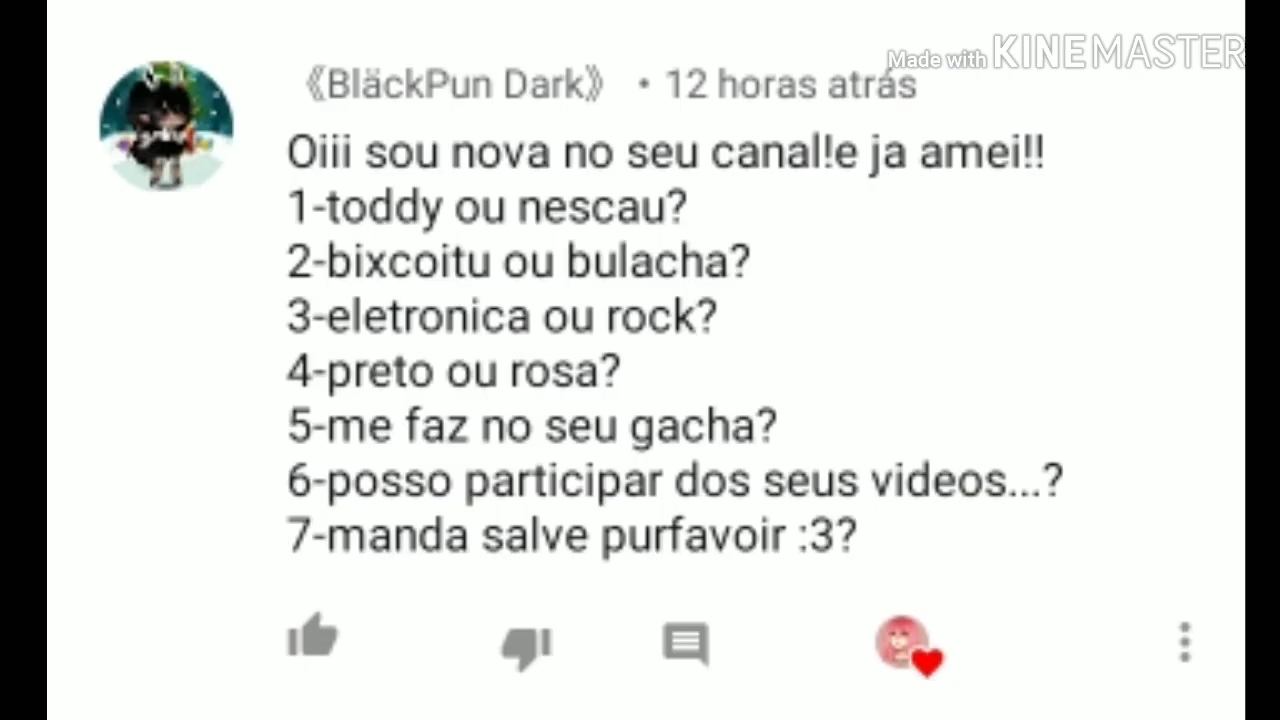 Made with KINEMASTER
《BläckPun Dark》 • 12 horas atrás
Oiii sou nova no seu canal!e ja amei!!
1-toddy ou nescau?
2-bixcoitu ou bulacha?
3-eletronica ou rock?
4-preto ou rosa?
5-me faz no seu gacha?
6-posso participar dos seus videos...?
7-manda salve purfavoir :3?